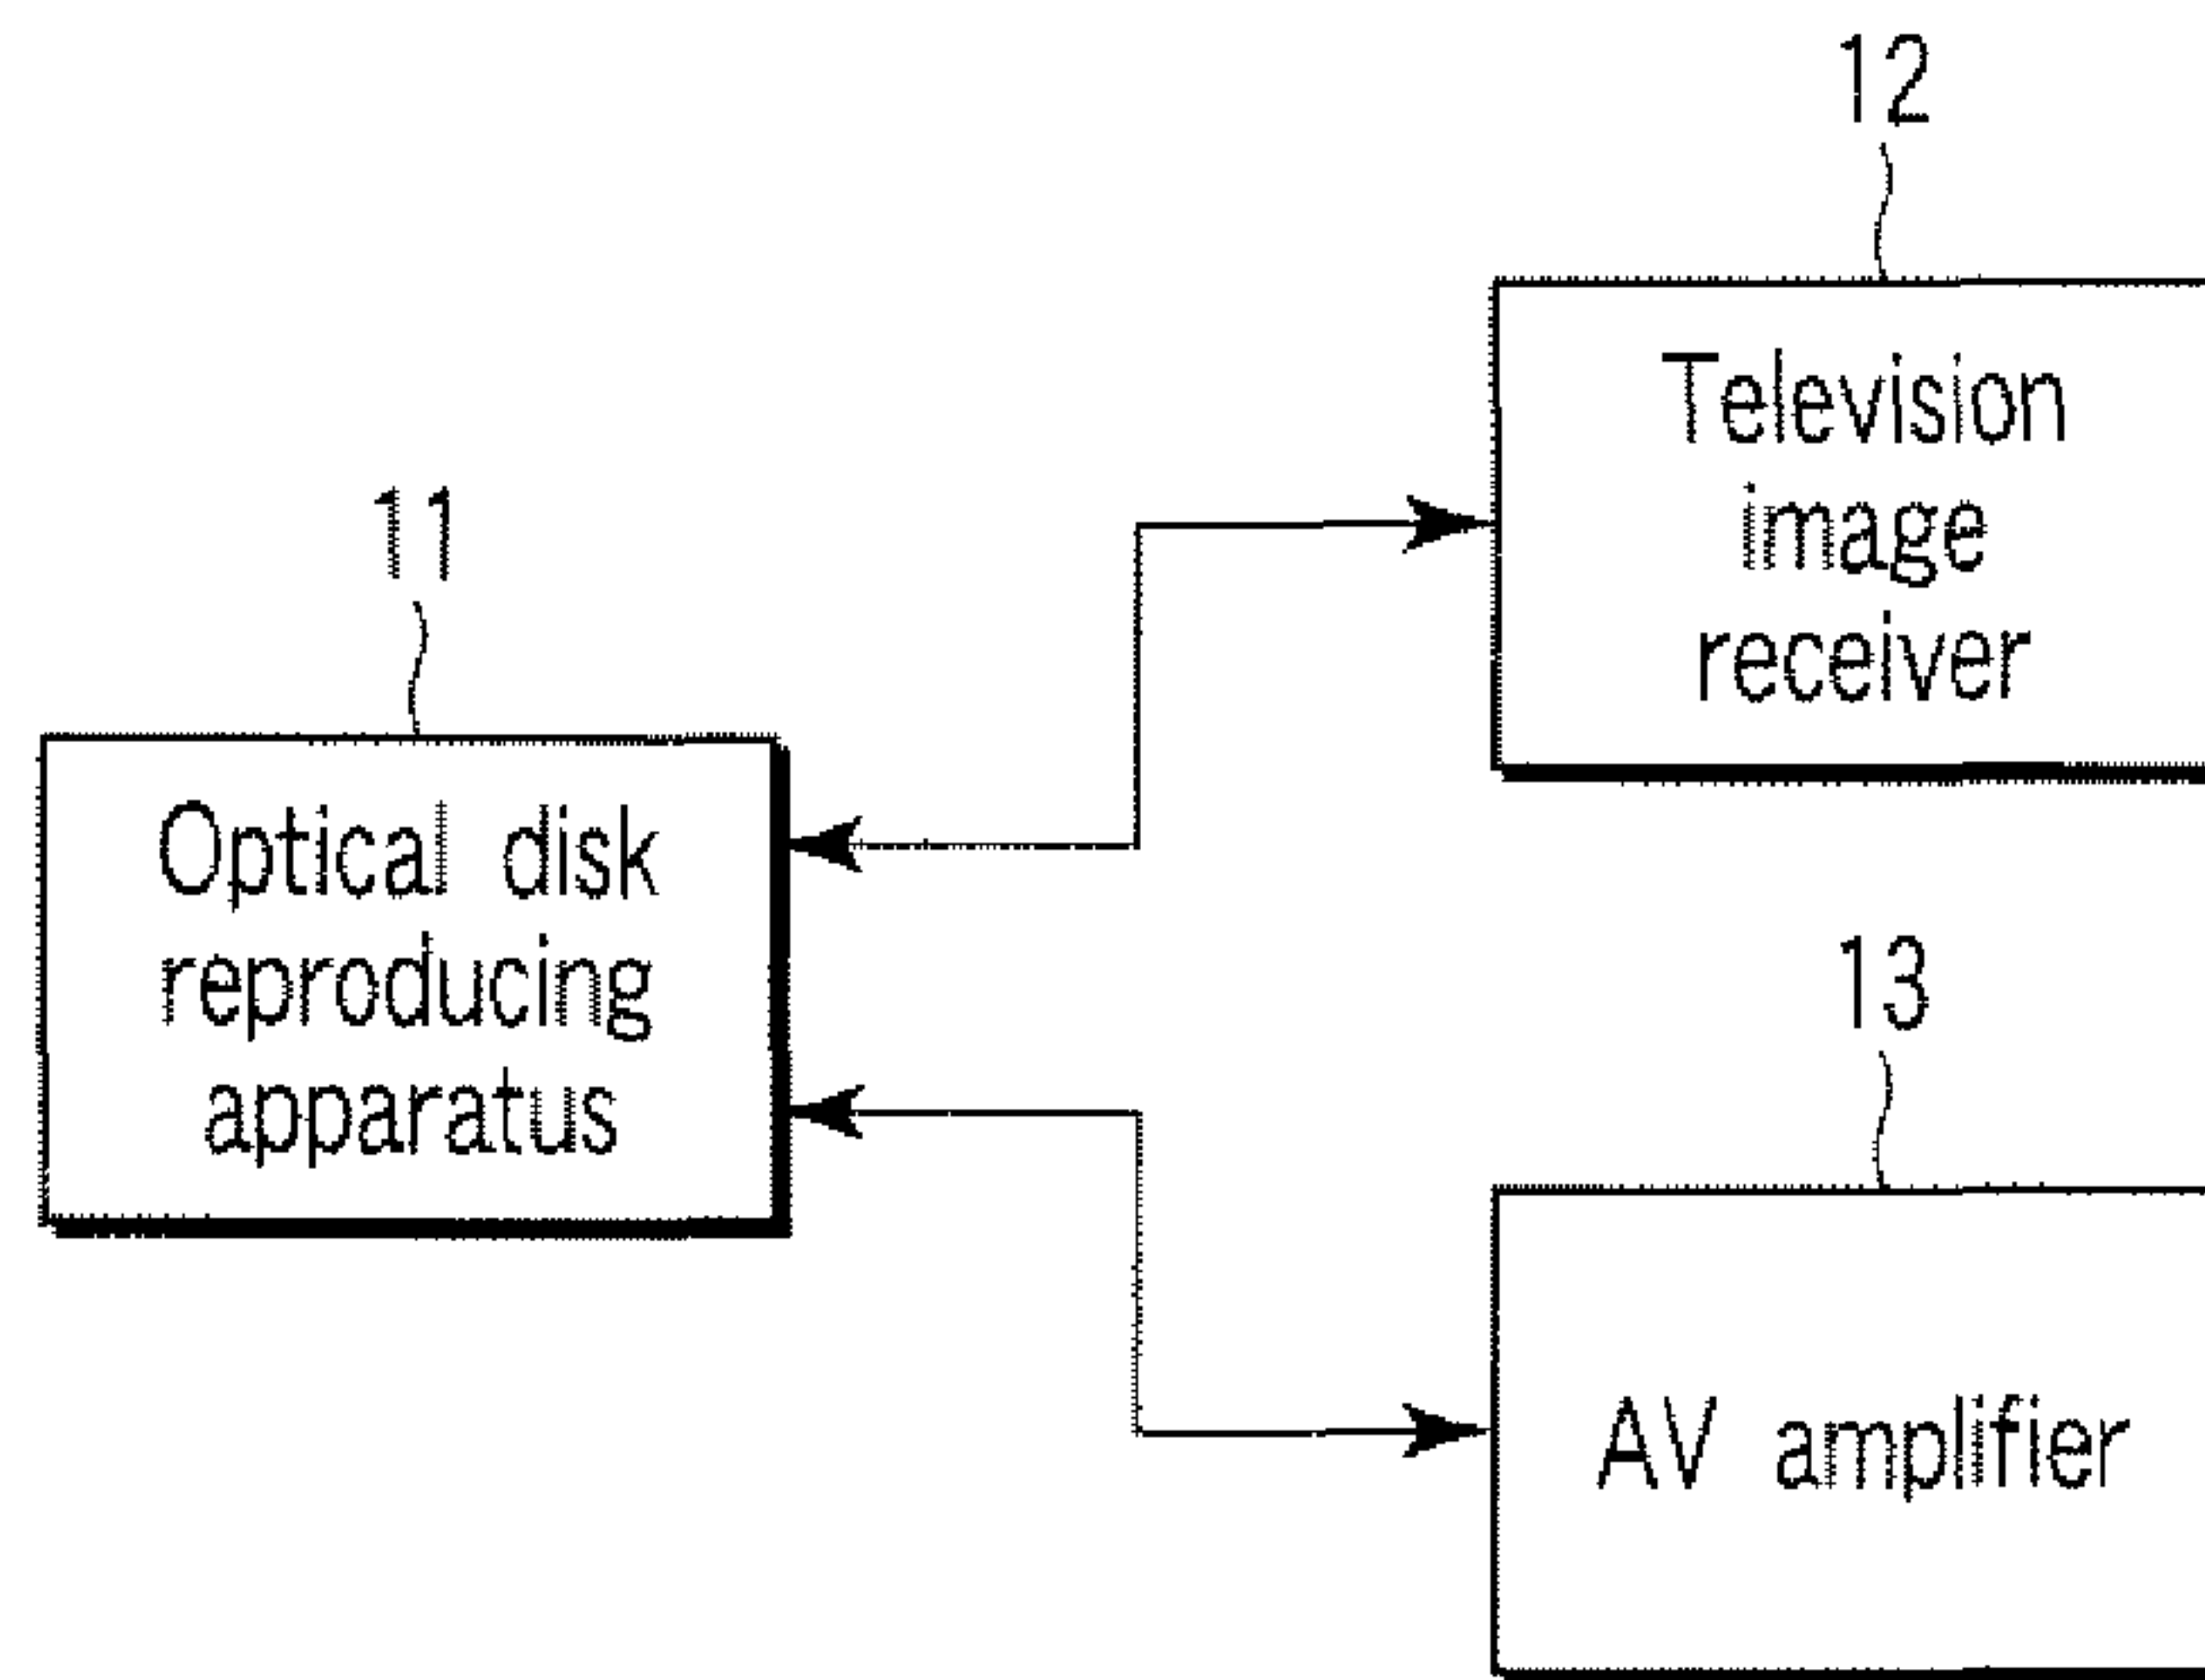 12
Television
image
receiver
11
Optical disk
reproducing
apparatus
13
AV amplifier